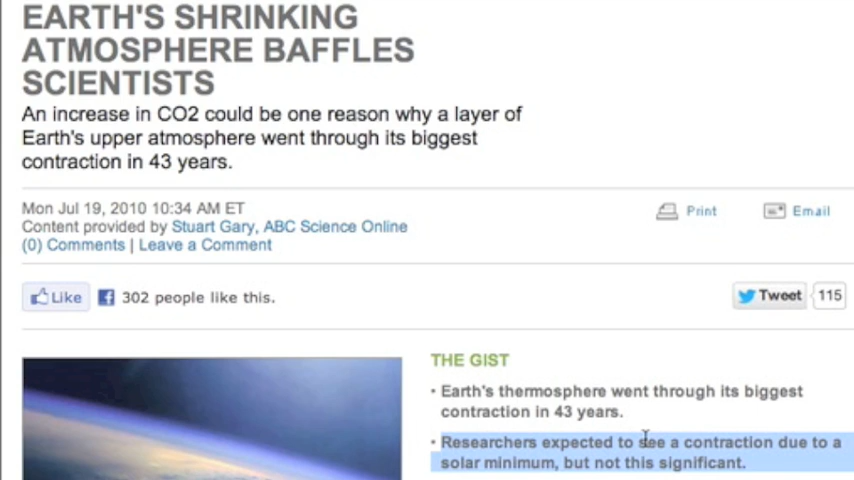 EARTH'S SHRINKING
ATMOSPHERE BAFFLES
SCIENTISTS
An increase in CO2 could be one reason why a layer of
Earth's upper atmosphere went through its biggest
contraction in 43 years.
Mon Jul 19, 2010 10:34 AM ET
Print
Email
Content provided by Stuart Gary, ABC Science Online
(0) Comments | Leave a Comment
Like
302 people like this.
Tweet
115
THE GIST
• Earth's thermosphere went through its biggest
contraction in 43 years.
• Researchers expected to see a contraction due to a
solar minimum, but not this significant.